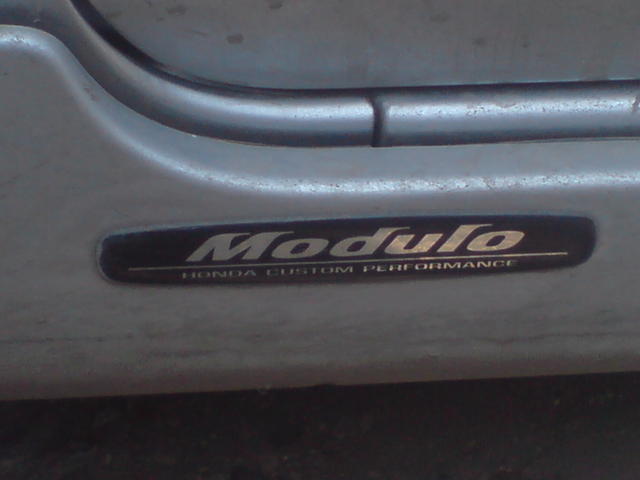 Modulo
HONDA CUSTOM PERFORMANCE